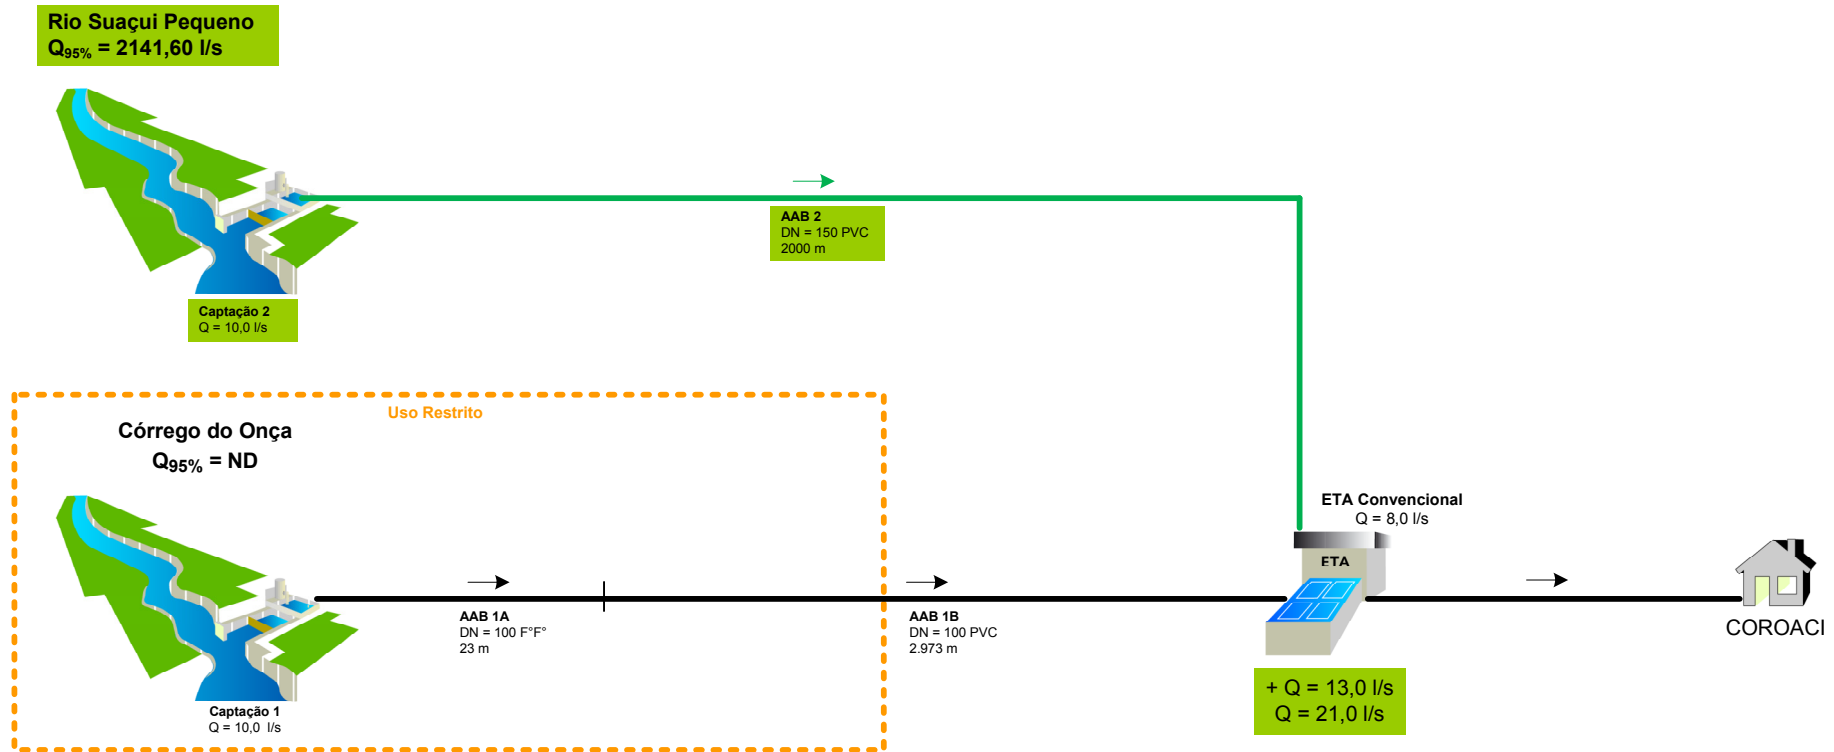 Rio Suaçui Pequeno
Q95% = 2141,60 l/s
AAB 2
DN = 150 PVC
2000 m
Captação 2
Q = 10,0 l/s
Uso Restrito
Córrego do Onça
Q95% = ND
ETA Convencional
Q = 8,0 l/s
ETA
AAB 1A
DN = 100 F°F°
23 m
AAB 1B
DN = 100 PVC
2.973 m
COROACI
+ Q = 13,0 l/s
Q = 21,0 l/s
Captação 1
Q = 10,0 l/s